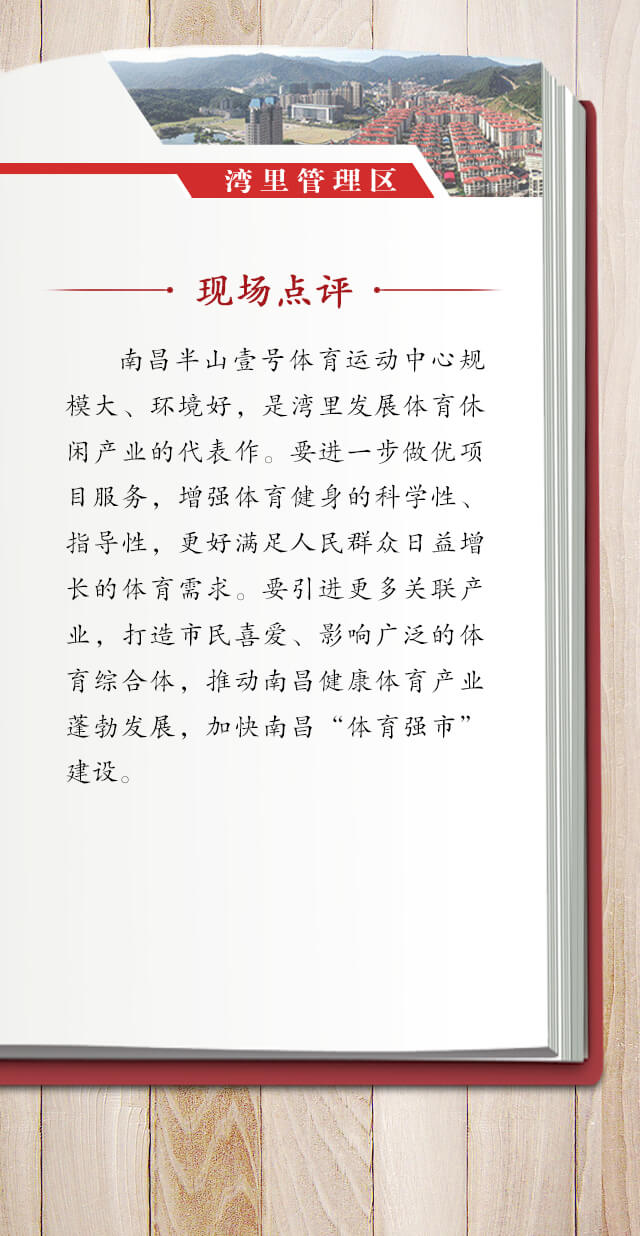 湾里管理区
现场点评
南昌半山壹号体育运动中心规
模大、环境好，是湾里发展体育休
闲产业的代表作。要进一步做优项
目服务，增强体育健身的科学性、
指导性，更好满足人民群众日益增
长的体育需求。要引进更多关联产
业，打造市民喜爱、影响广泛的体
育综合体，推动南昌健康体育产业
蓬勃发展，加快南昌“体育强市”
建设。